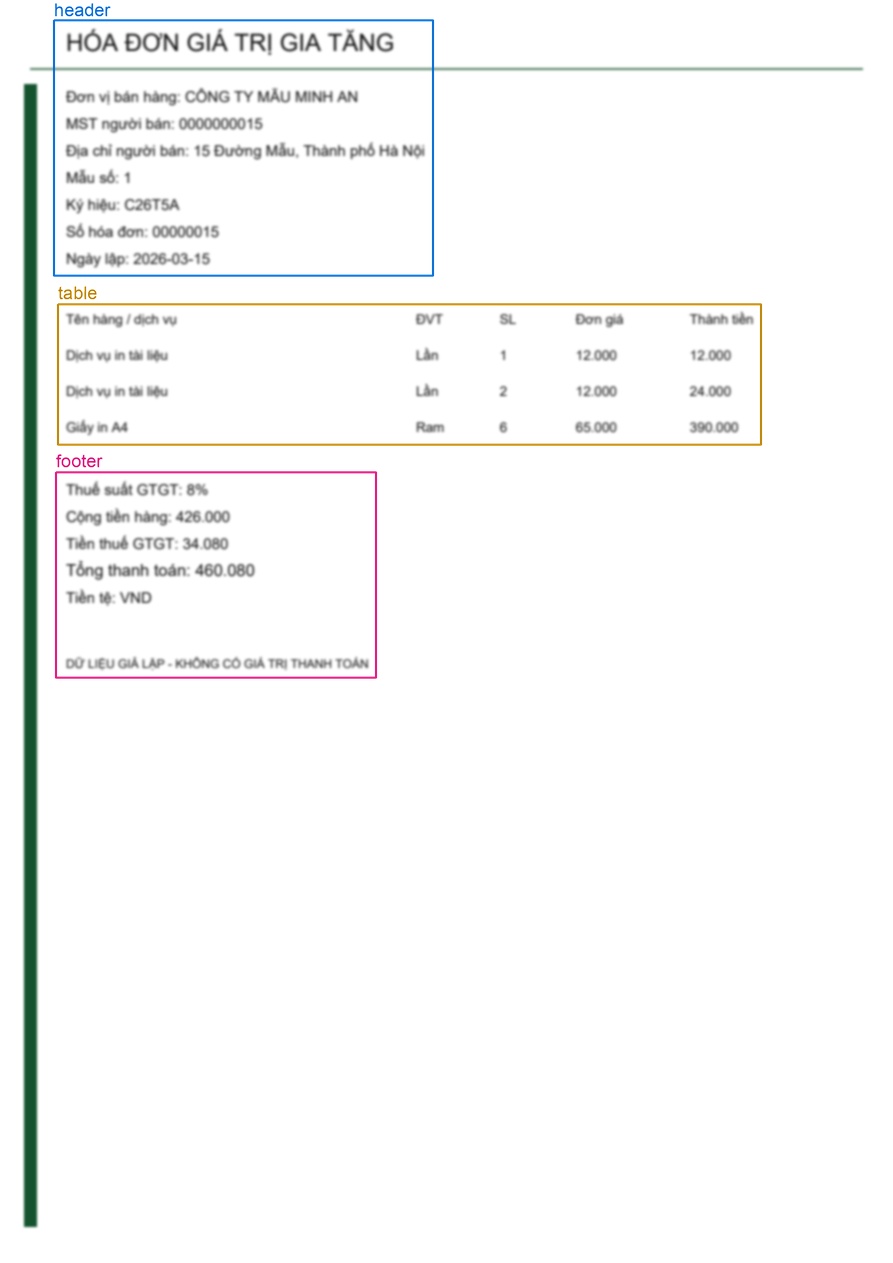 header
HÓA ĐƠN GIÁ TRỊ GIA TĂNG
Đơn vị bán hàng: CÔNG TY MẪU MINH AN
MST người bán: 0000000015
Địa chỉ người bán: 15 Đường Mẫu, Thành phố Hà Nội
Mẫu số: 1
Ký hiệu: C26T5A
Số hóa đơn: 00000015
Ngày lập: 2026-03-15
table
Tên hàng / dịch vụ ĐVT SL Đơn giá Thành tiền
Dịch vụ in tài liệu Lần 1 12.000 12.000
Dịch vụ in tài liệu Lần 2 12.000 24.000
Giấy in A4 Ram 6 65.000 390.000
footer
Thuế suất GTGT: 8%
Cộng tiền hàng: 426.000
Tiền thuế GTGT: 34.080
Tổng thanh toán: 460.080
Tiền tệ: VND
DỮ LIỆU GIẢ LẬP - KHÔNG CÓ GIÁ TRỊ THANH TOÁN